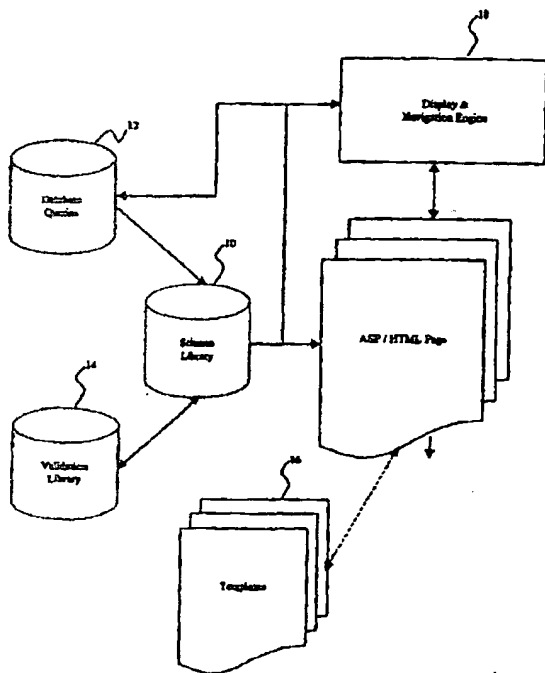 18
Display &
Navigation Engine
12
Database
Queries
10
Schema
Library
ASP / HTML Page
14
Validation
Library
16
Templates